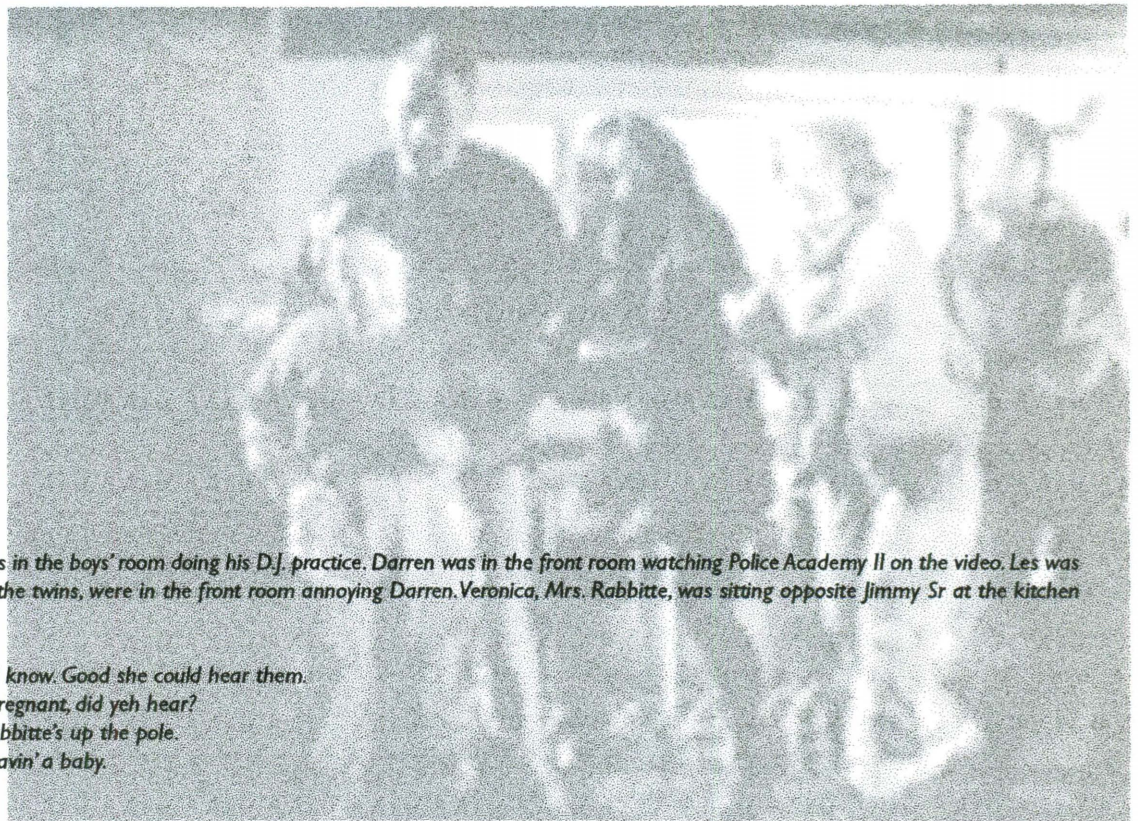 s in the boys' room doing his D.J. practice. Darren was in the front room watching Police Academy II on the video. Les was
the twins, were in the front room annoying Darren. Veronica, Mrs. Rabbitte, was sitting opposite Jimmy Sr at the kitchen
know. Good she could hear them.
regnant, did yeh hear?
bbitte's up the pole.
avin' a baby.